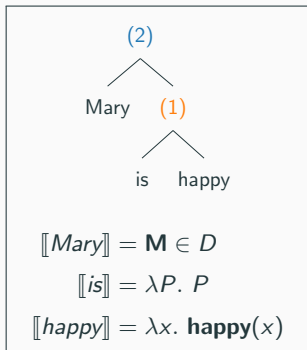 (2)
Mary (1)
is happy
⟦Mary⟧ = M ∈ D
⟦is⟧ = λP. P
⟦happy⟧ = λx. happy(x)